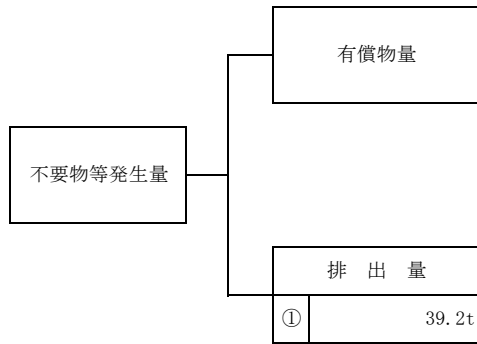 有償物量
不要物等発生量
排 出 量
① 39.2t